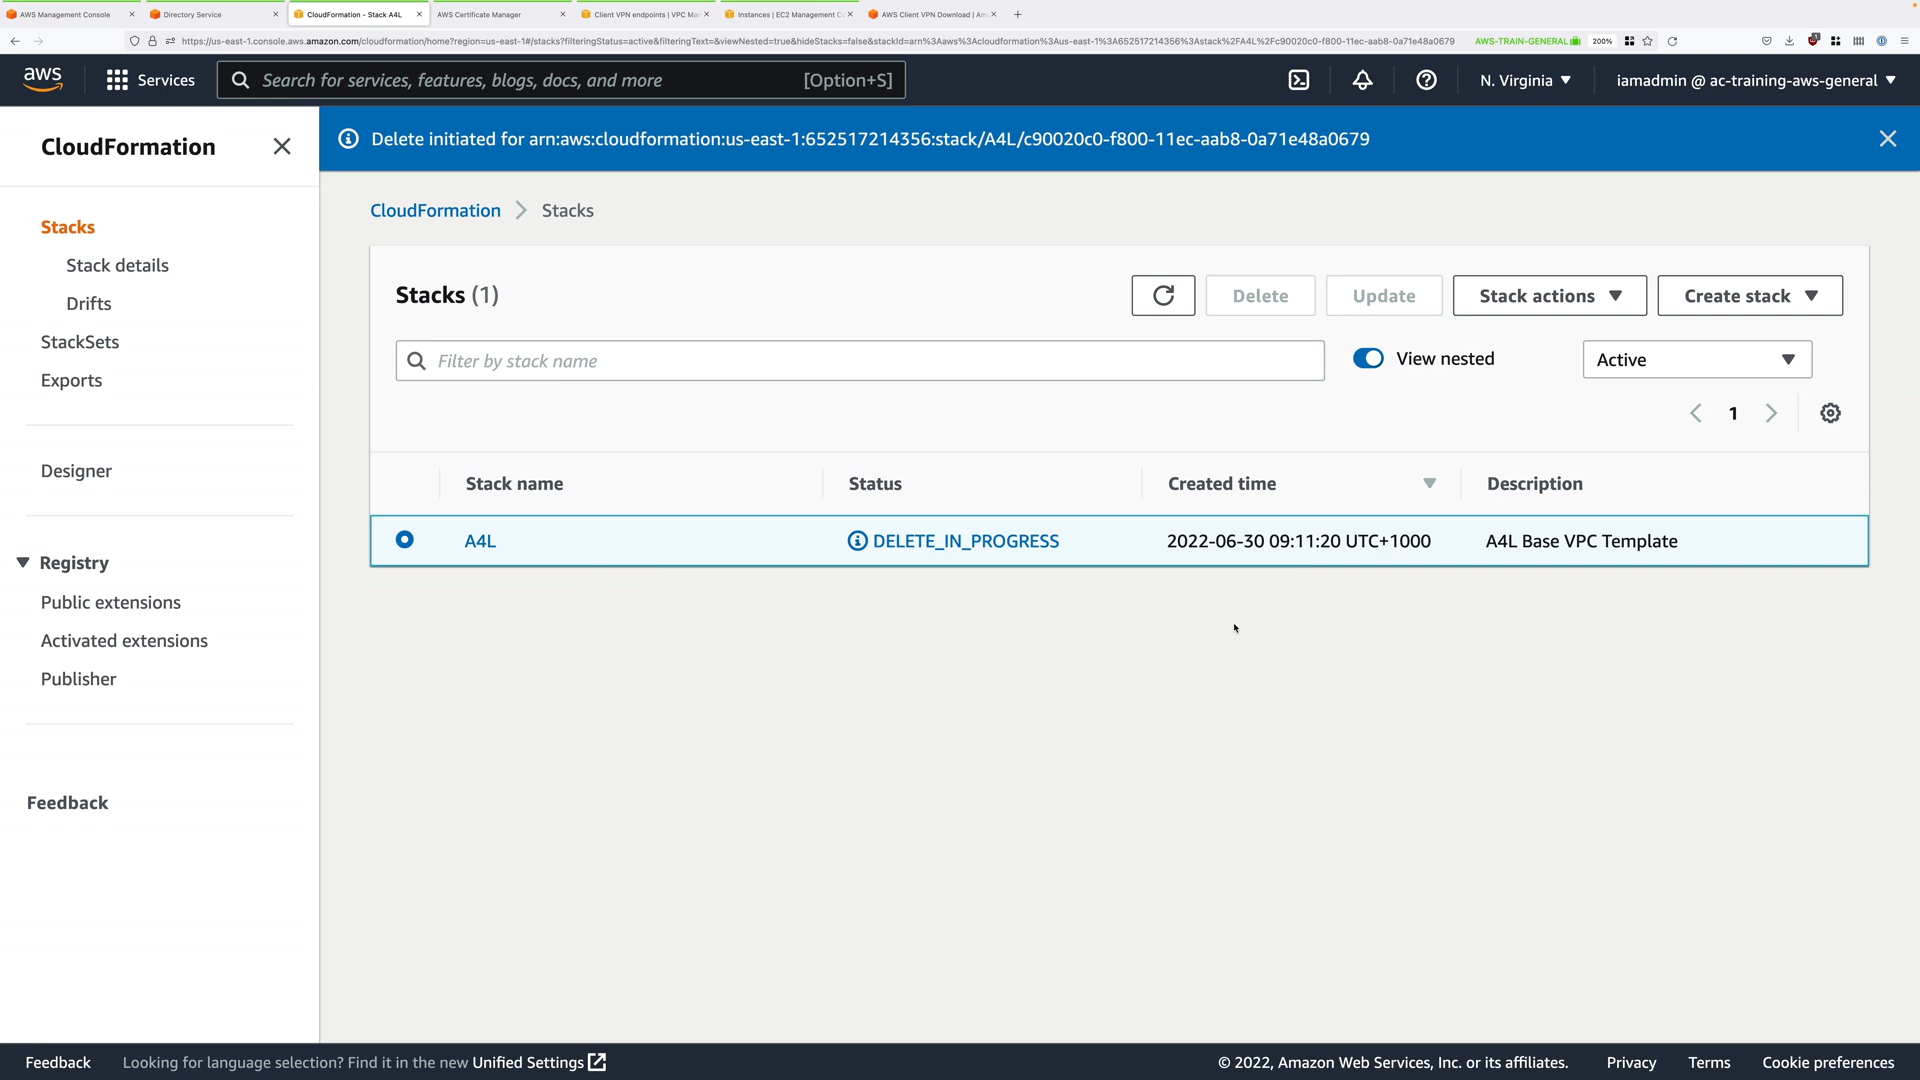 AWS Management Console
Directory Service
CloudFormation - Stack A4L
AWS Certificate Manager
Client VPN endpoints | VPC Ma
Instances | EC2 Management C
AWS Client VPN Download | Am
https://us-east-1.console.aws.amazon.com/cloudformation/home?region=us-east-1#/stacks?filteringStatus=active&filteringText=&viewNested=true&hideStacks=false&stackId=arn%3Aaws%3Acloudformation%3Aus-east-1%3A652517214356%3Astack%2FA4L%2Fc90020c0-f800-11ec-aab8-0a71e48a0679
AWS-TRAIN-GENERAL
200%
aws
Services
Search for services, features, blogs, docs, and more [Option+S]
N. Virginia
iamadmin @ ac-training-aws-general
CloudFormation
Delete initiated for arn:aws:cloudformation:us-east-1:652517214356:stack/A4L/c90020c0-f800-11ec-aab8-0a71e48a0679
Stacks
Stack details
Drifts
StackSets
Exports
Designer
Registry
Public extensions
Activated extensions
Publisher
Feedback
CloudFormation Stacks
Stacks (1)
Delete
Update
Stack actions
Create stack
Filter by stack name
View nested
Active
1
Stack name Status Created time Description
A4L DELETE_IN_PROGRESS 2022-06-30 09:11:20 UTC+1000 A4L Base VPC Template
Feedback Looking for language selection? Find it in the new Unified Settings
© 2022, Amazon Web Services, Inc. or its affiliates. Privacy Terms Cookie preferences